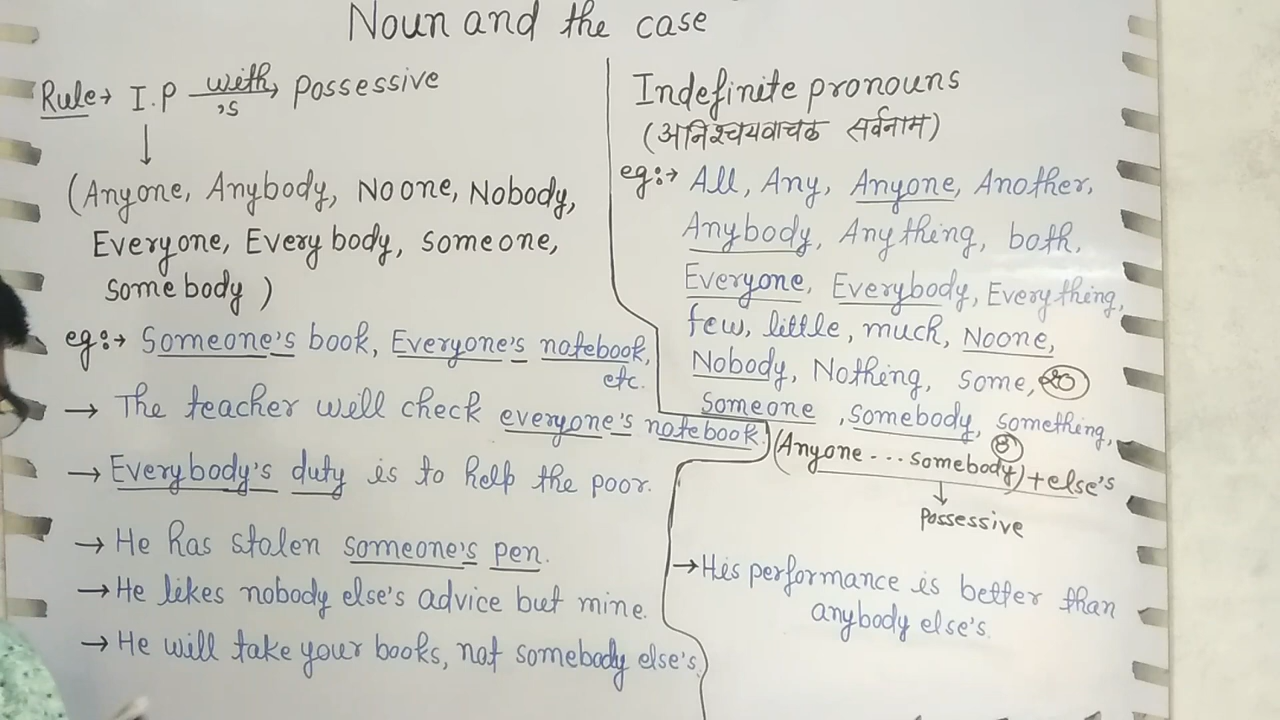 Noun and the case
Rule→ I.P with 's → Possessive
(Anyone, Anybody, Noone, Nobody,
Everyone, Everybody, someone,
somebody )
eg:→ Someone's book, Everyone's notebook,
etc.
→ The teacher will check everyone's notebook.
→ Everybody's duty is to help the poor.
→ He has stolen someone's pen.
→ He likes nobody else's advice but mine.
→ He will take your books, not somebody else's.
Indefinite pronouns
(अनिश्चयवाचक सर्वनाम)
eg:→ All, Any, Anyone, Another,
Anybody, Anything, both,
Everyone, Everybody, Everything,
few, little, much, Noone,
Nobody, Nothing, some,
someone, somebody, something,
(Anyone ... somebody) + else's
↓
Possessive
→ His performance is better than
anybody else's.